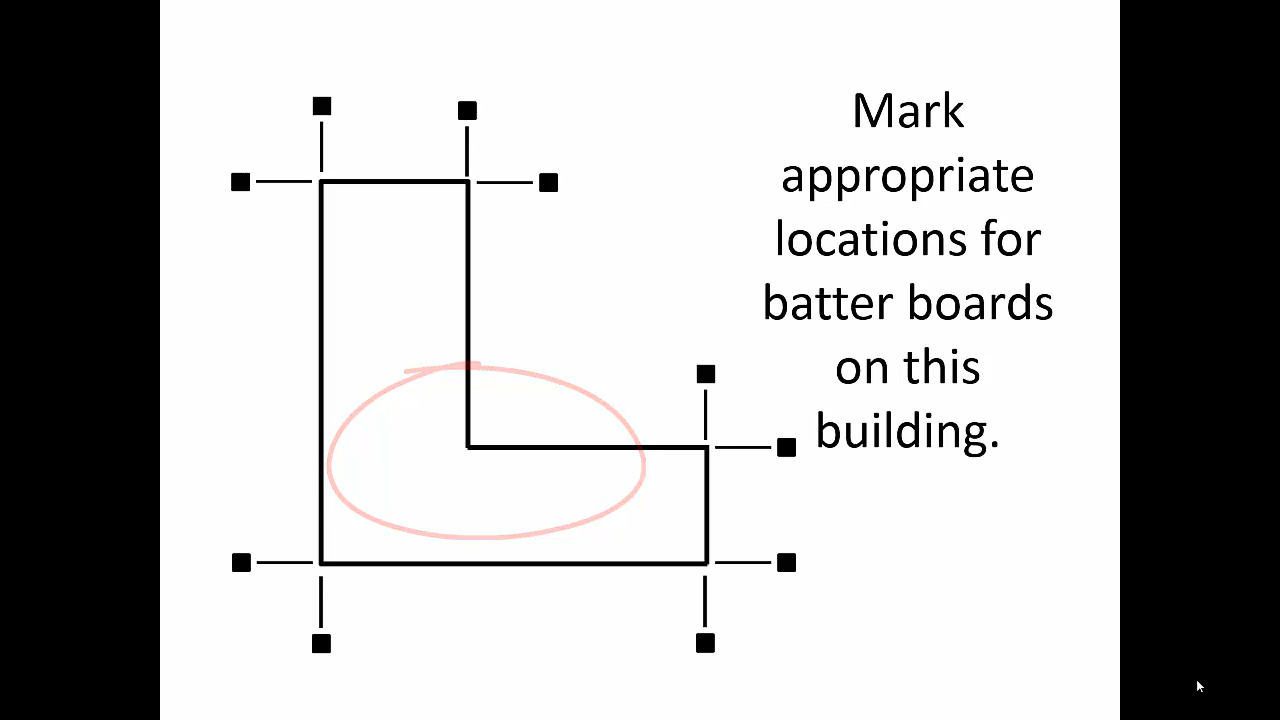 Mark
appropriate
locations for
batter boards
on this
building.